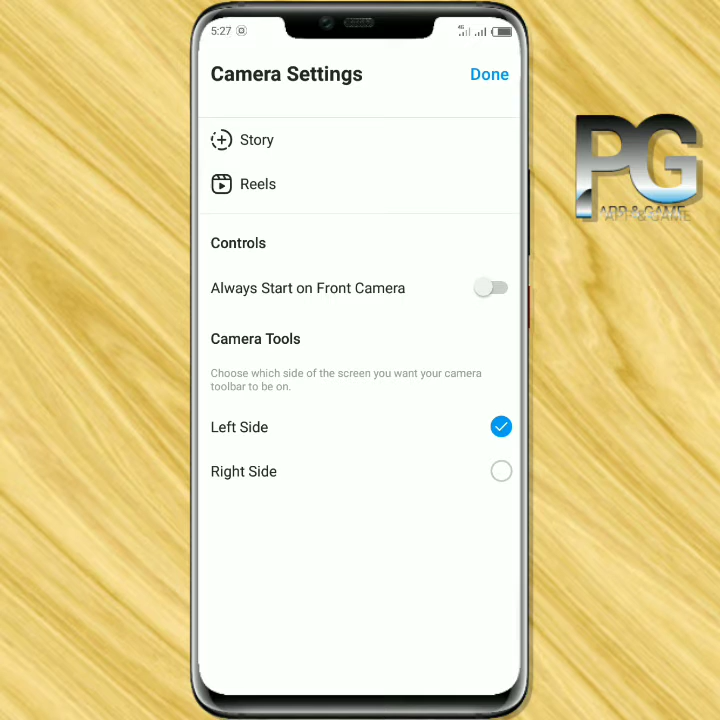 5:27
4G
Camera Settings
Done
Story
Reels
Controls
Always Start on Front Camera
Camera Tools
Choose which side of the screen you want your camera
toolbar to be on.
Left Side
Right Side
PG
APP & GAME